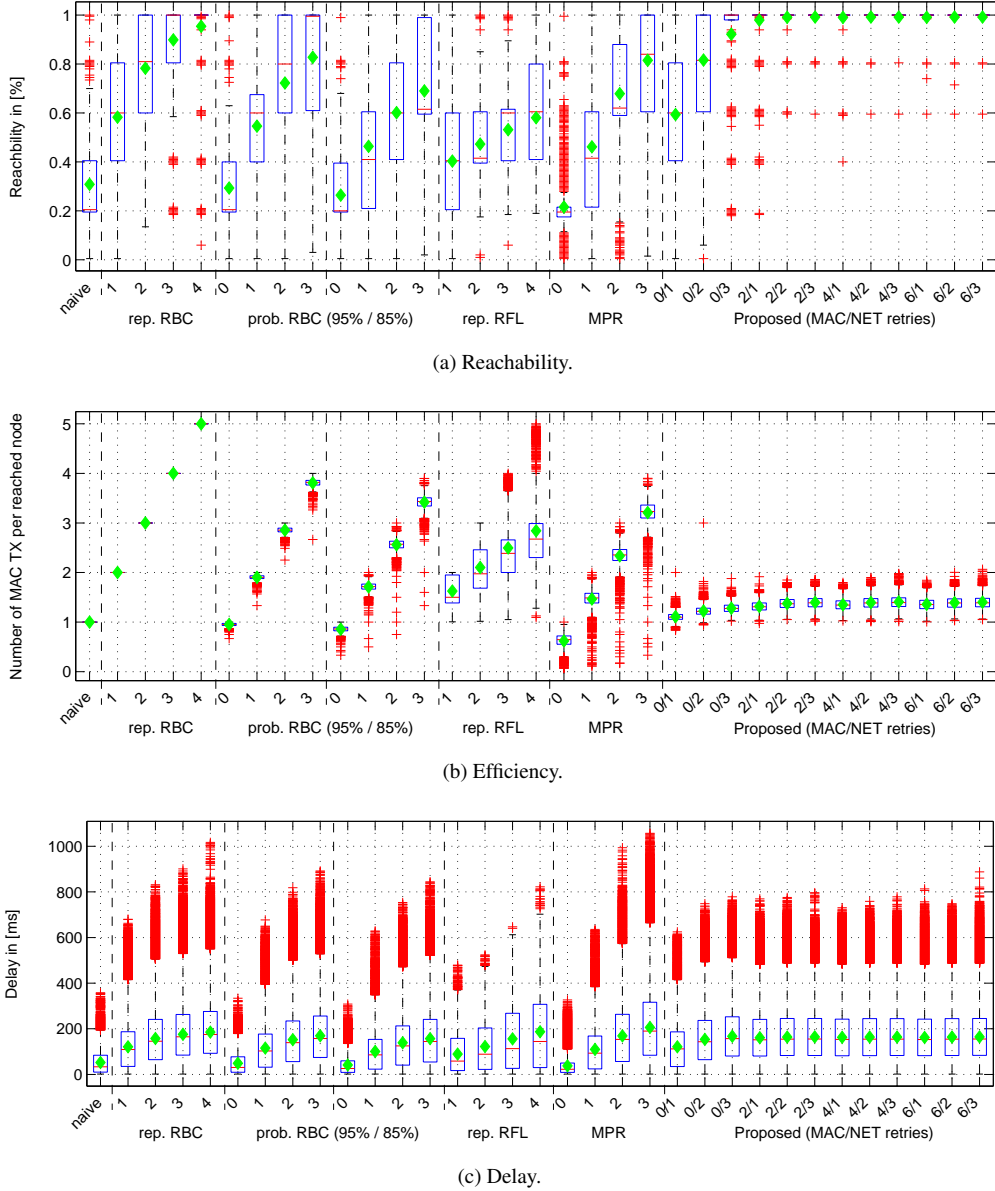 Reachbility in [%]
1
0.8
0.6
0.4
0.2
0
naive 1 2 3 4 0 1 2 3 0 1 2 3 1 2 3 4 0 1 2 3 0/1 0/2 0/3 2/1 2/2 2/3 4/1 4/2 4/3 6/1 6/2 6/3
rep. RBC prob. RBC (95% / 85%) rep. RFL MPR Proposed (MAC/NET retries)
(a) Reachability.
Number of MAC TX per reached node
5
4
3
2
1
0
naive 1 2 3 4 0 1 2 3 0 1 2 3 1 2 3 4 0 1 2 3 0/1 0/2 0/3 2/1 2/2 2/3 4/1 4/2 4/3 6/1 6/2 6/3
rep. RBC prob. RBC (95% / 85%) rep. RFL MPR Proposed (MAC/NET retries)
(b) Efficiency.
Delay in [ms]
1000
800
600
400
200
0
naive 1 2 3 4 0 1 2 3 0 1 2 3 1 2 3 4 0 1 2 3 0/1 0/2 0/3 2/1 2/2 2/3 4/1 4/2 4/3 6/1 6/2 6/3
rep. RBC prob. RBC (95% / 85%) rep. RFL MPR Proposed (MAC/NET retries)
(c) Delay.